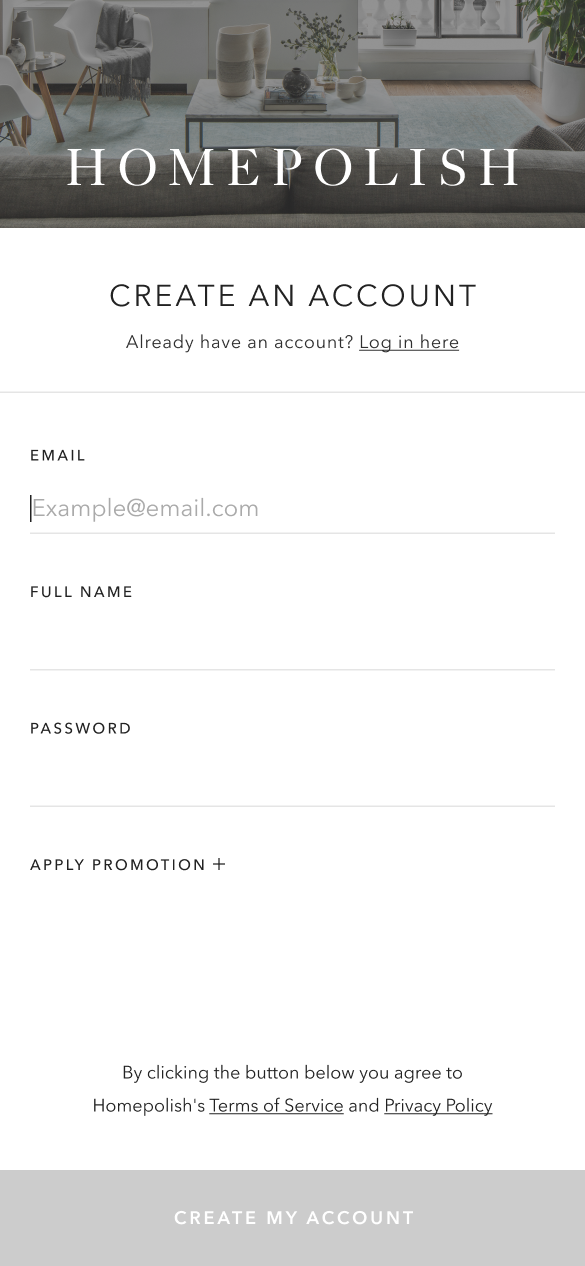 HOMEPOLISH
CREATE AN ACCOUNT
Already have an account? Log in here
EMAIL
Example@email.com
FULL NAME
PASSWORD
APPLY PROMOTION +
By clicking the button below you agree to
Homepolish's Terms of Service and Privacy Policy
CREATE MY ACCOUNT